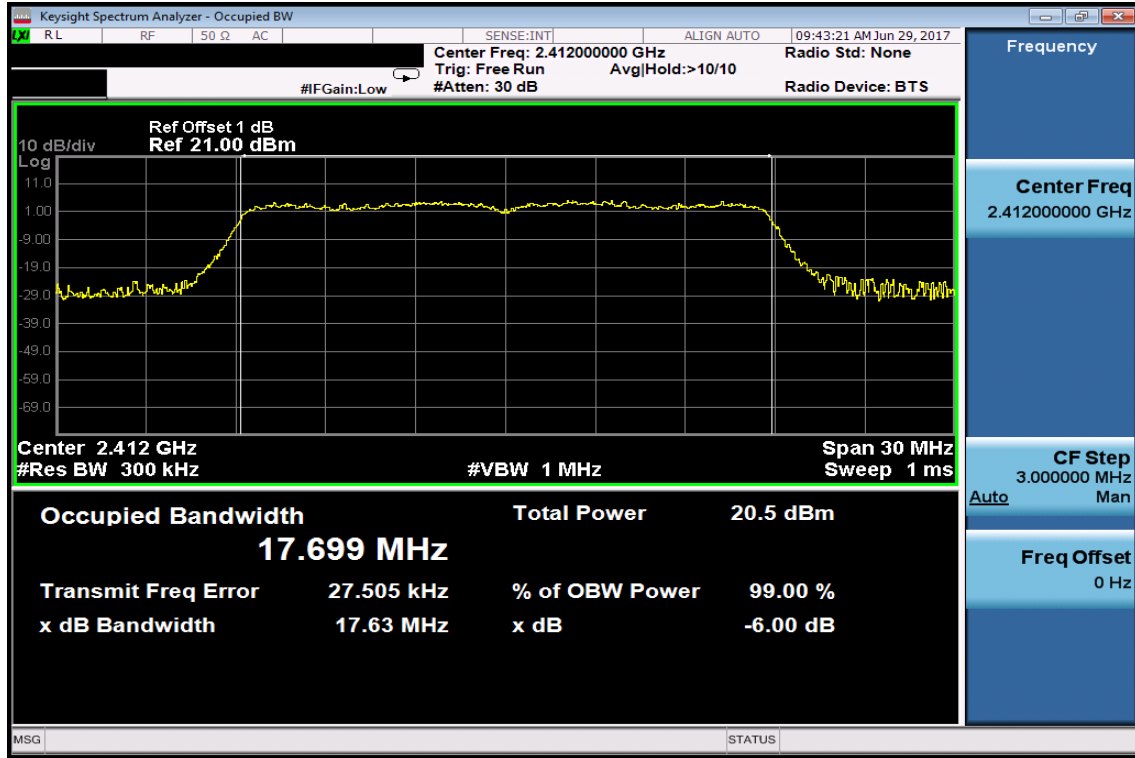 Keysight Spectrum Analyzer - Occupied BW
LXI RL RF 50 Ω AC SENSE:INT ALIGN AUTO 09:43:21 AM Jun 29, 2017
Center Freq: 2.412000000 GHz Radio Std: None
Trig: Free Run Avg|Hold:>10/10
#IFGain:Low #Atten: 30 dB Radio Device: BTS
Ref Offset 1 dB
10 dB/div Ref 21.00 dBm
Log
11.0
1.00
-9.00
-19.0
-29.0
-39.0
-49.0
-59.0
-69.0
Center 2.412 GHz Span 30 MHz
#Res BW 300 kHz #VBW 1 MHz Sweep 1 ms
Occupied Bandwidth Total Power 20.5 dBm
17.699 MHz
Transmit Freq Error 27.505 kHz % of OBW Power 99.00 %
x dB Bandwidth 17.63 MHz x dB -6.00 dB
Frequency
Center Freq
2.412000000 GHz
CF Step
3.000000 MHz
Auto Man
Freq Offset
0 Hz
MSG STATUS